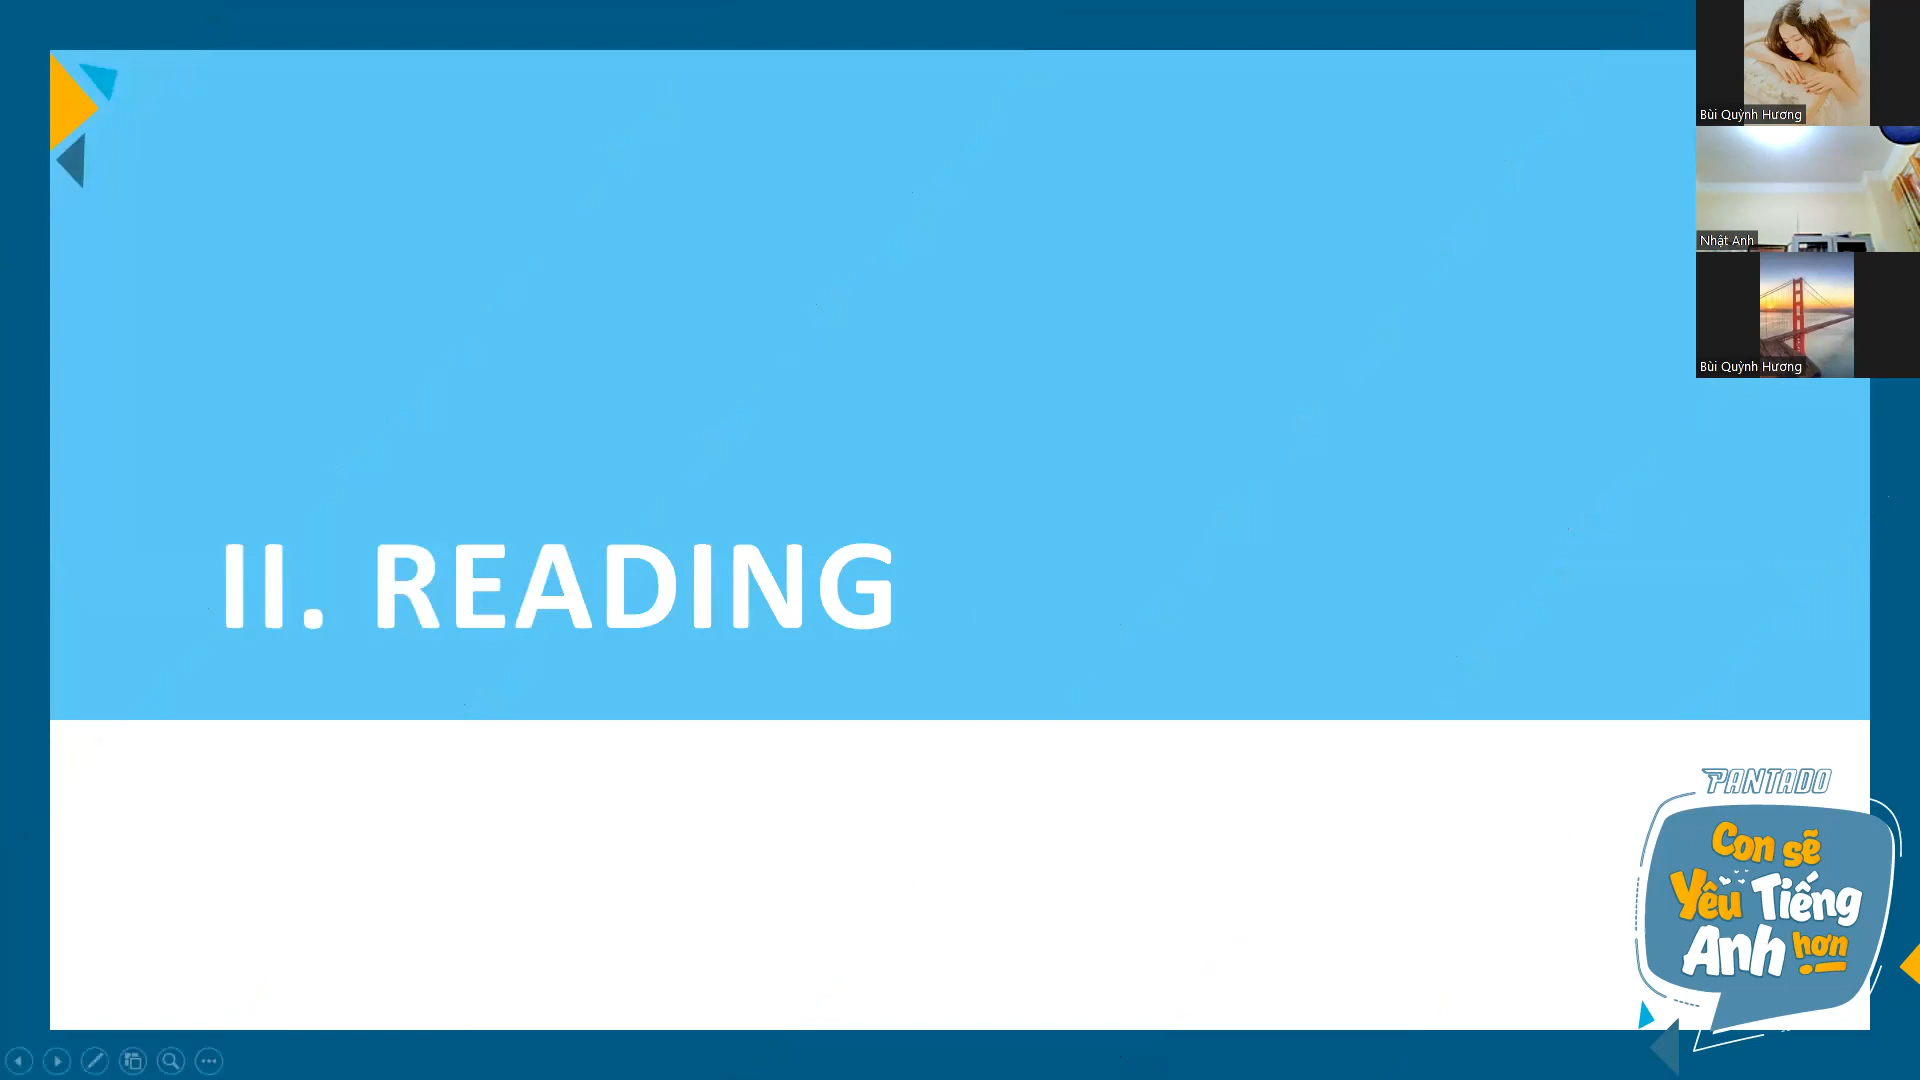 II. READING
Bùi Quỳnh Hương
Nhật Anh
Bùi Quỳnh Hương
PANTADO
Con sẽ
Yêu Tiếng
Anh hơn